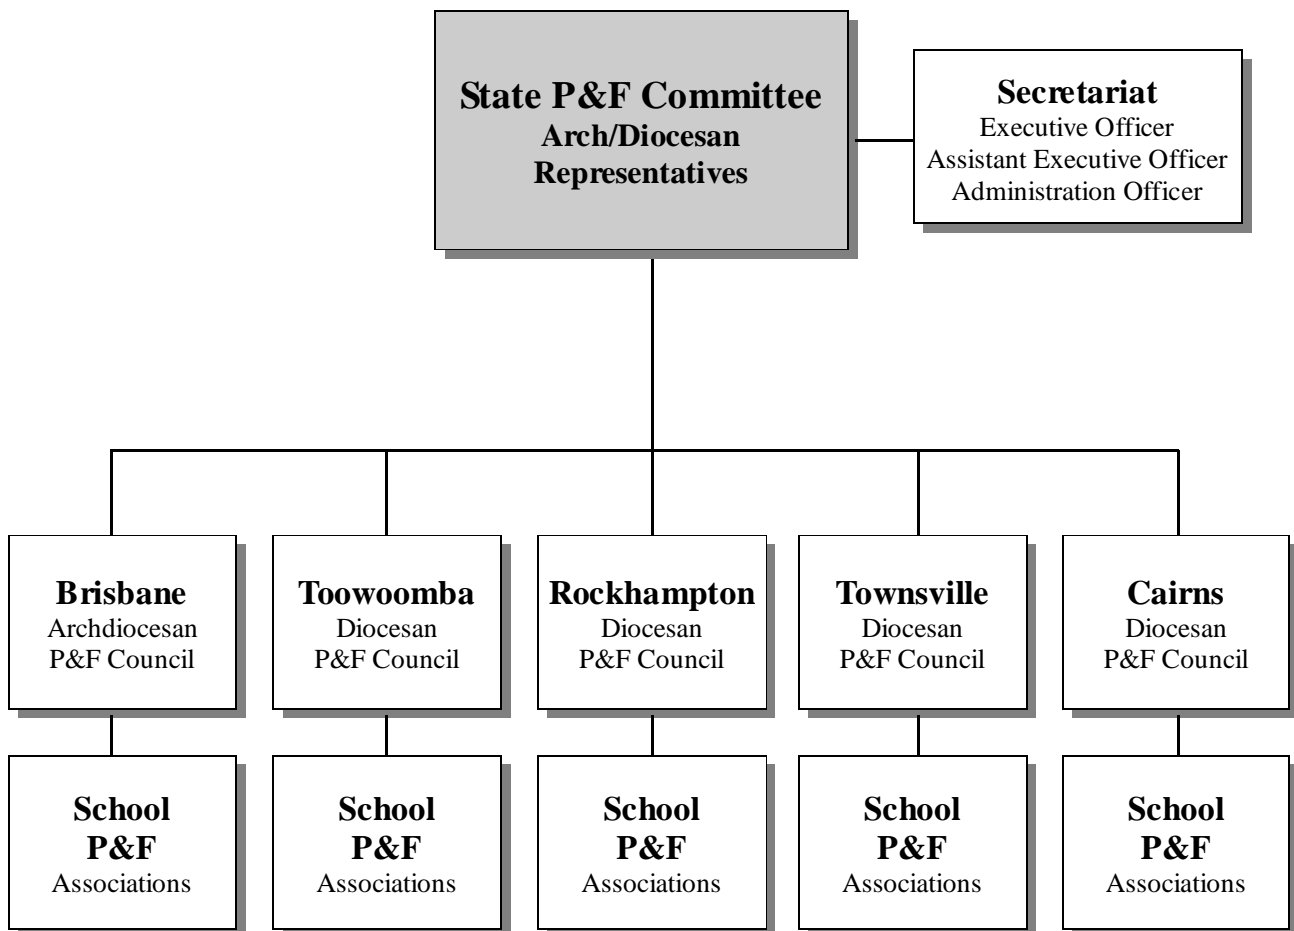 State P&F Committee
Arch/Diocesan
Representatives
Secretariat
Executive Officer
Assistant Executive Officer
Administration Officer
Brisbane
Archdiocesan
P&F Council
Toowoomba
Diocesan
P&F Council
Rockhampton
Diocesan
P&F Council
Townsville
Diocesan
P&F Council
Cairns
Diocesan
P&F Council
School
P&F
Associations
School
P&F
Associations
School
P&F
Associations
School
P&F
Associations
School
P&F
Associations